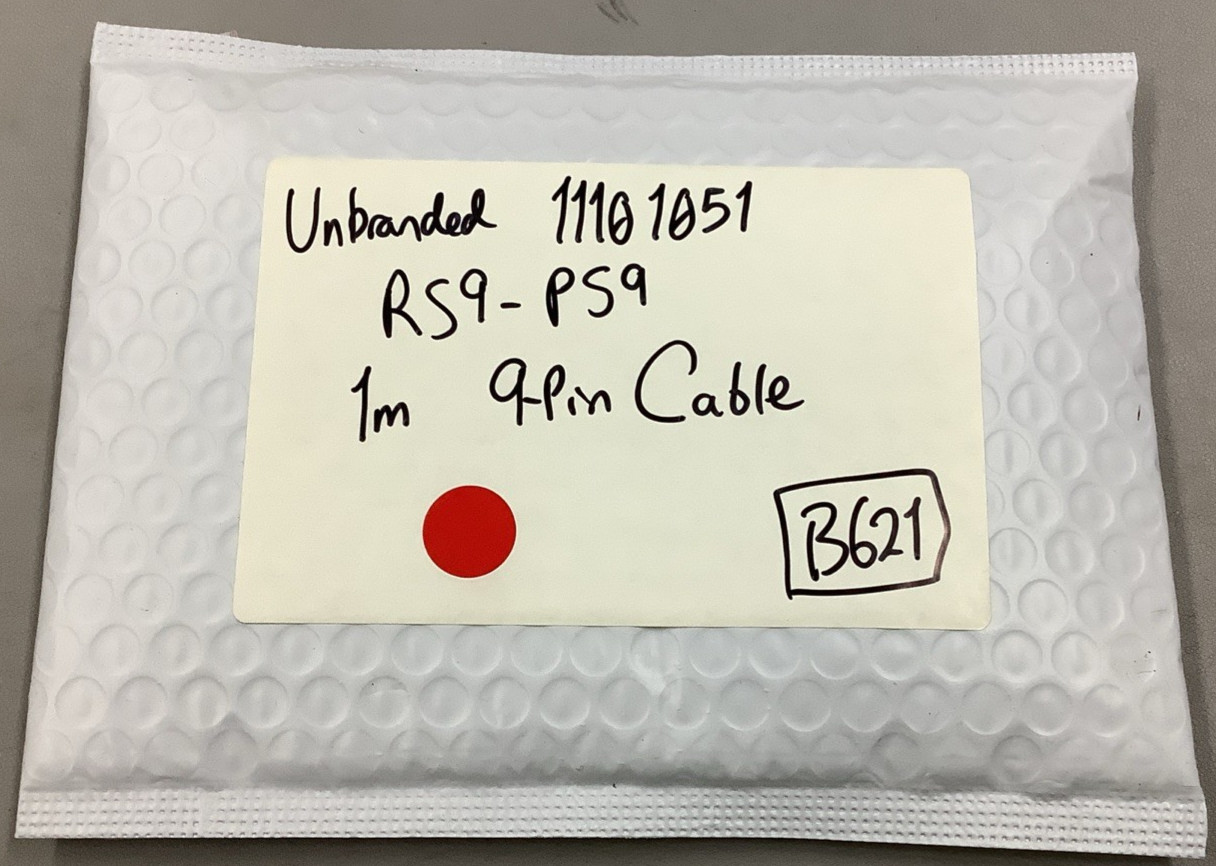 Unbranded 11101051
RS9-PS9
1m 9-Pin Cable
B621